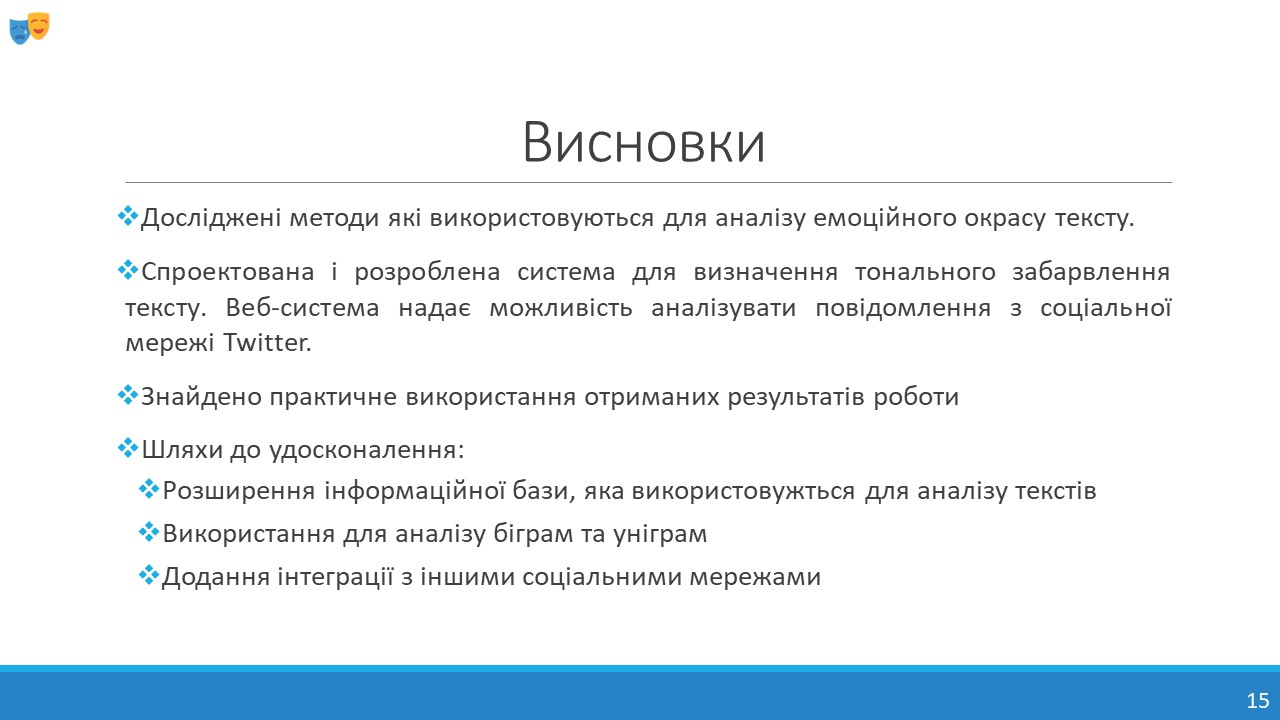 Висновки
❖Досліджені методи які використовуються для аналізу емоційного окрасу тексту.
❖Спроектована і розроблена система для визначення тонального забарвлення
тексту. Веб-система надає можливість аналізувати повідомлення з соціальної
мережі Twitter.
❖Знайдено практичне використання отриманих результатів роботи
❖Шляхи до удосконалення:
❖Розширення інформаційної бази, яка використовужться для аналізу текстів
❖Використання для аналізу біграм та уніграм
❖Додання інтеграції з іншими соціальними мережами
15